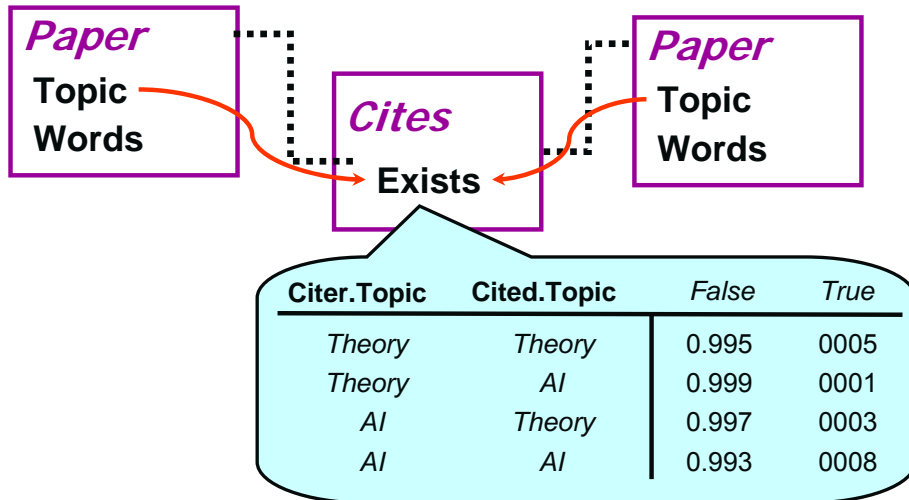 Paper
Topic
Words
Cites
Exists
Paper
Topic
Words
Citer.Topic Cited.Topic False True
Theory Theory 0.995 0005
Theory AI 0.999 0001
AI Theory 0.997 0003
AI AI 0.993 0008